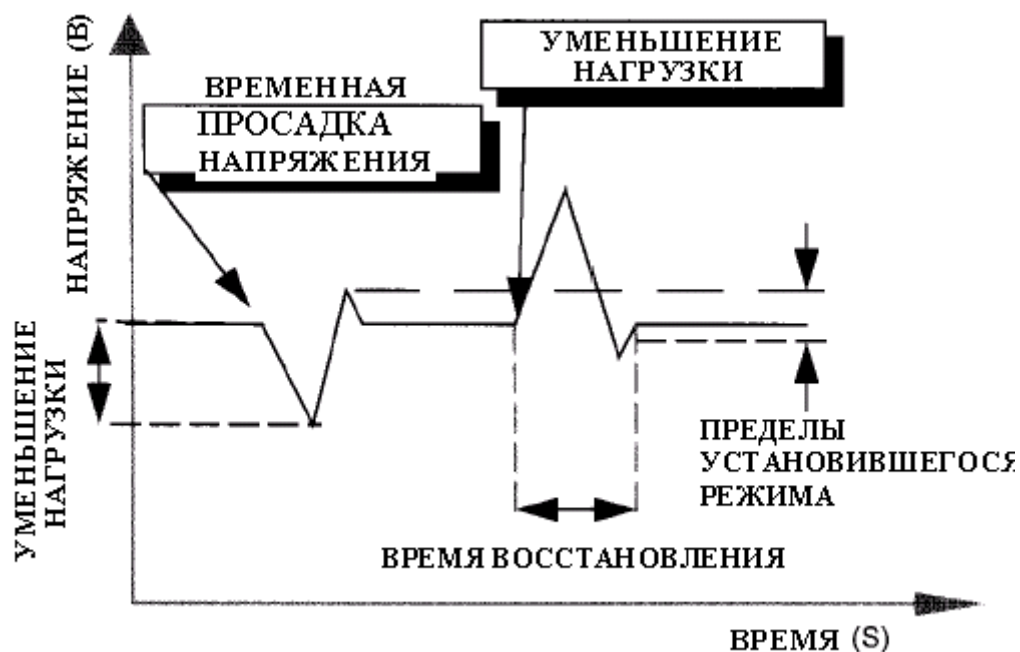 НАПРЯЖЕНИЕ (В)
ВРЕМЕННАЯ
ПРОСАДКА
НАПРЯЖЕНИЯ
УМЕНЬШЕНИЕ
НАГРУЗКИ
УМЕНЬШЕНИЕ
НАГРУЗКИ
ПРЕДЕЛЫ
УСТАНОВИВШЕГОСЯ
РЕЖИМА
ВРЕМЯ ВОССТАНОВЛЕНИЯ
ВРЕМЯ (S)